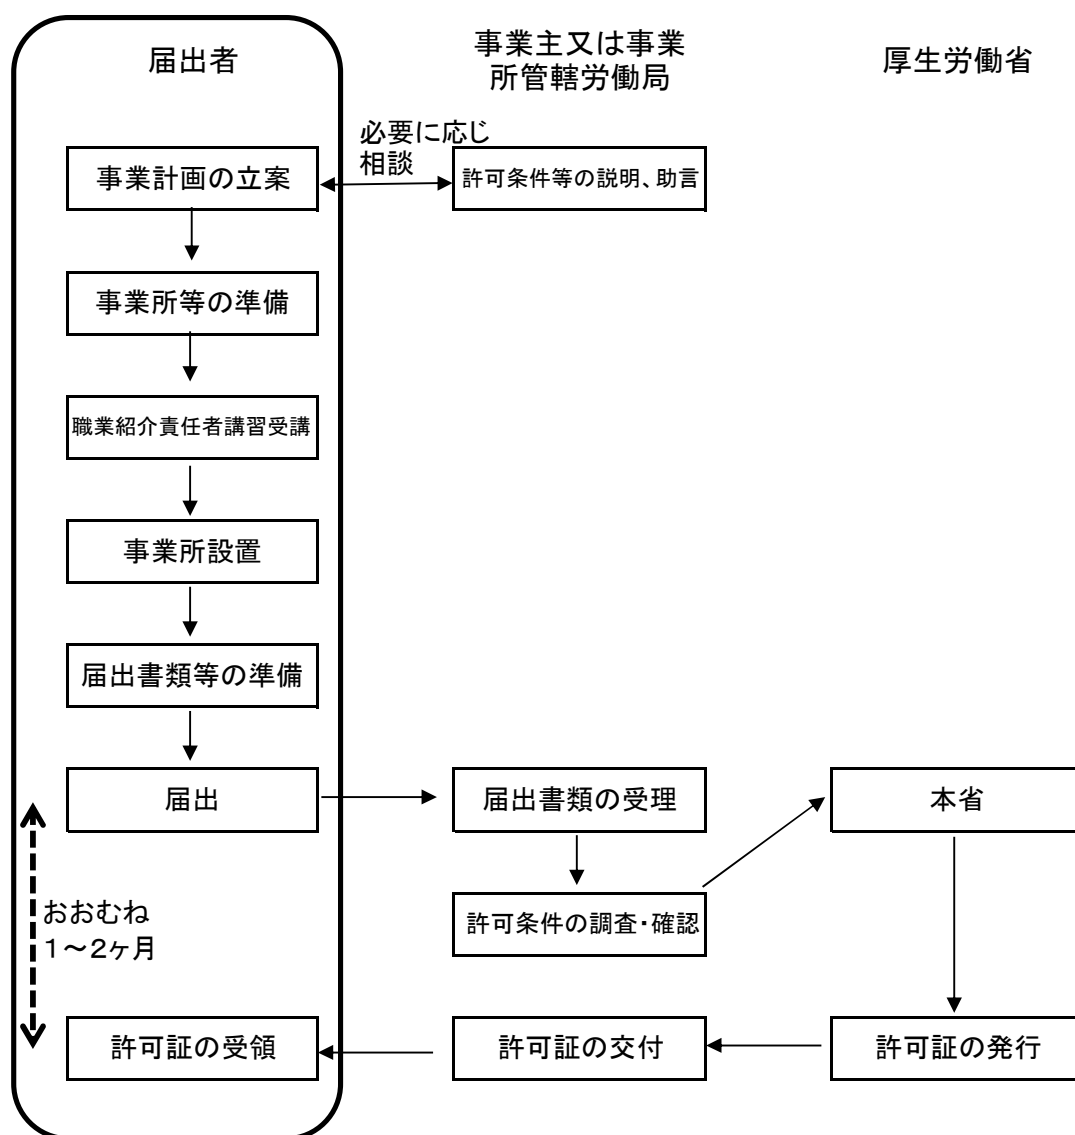 届出者
事業主又は事業
所管轄労働局
厚生労働省
必要に応じ
相談
事業計画の立案
許可条件等の説明、助言
事業所等の準備
職業紹介責任者講習受講
事業所設置
届出書類等の準備
届出
届出書類の受理
本省
おおむね
1~2ヶ月
許可条件の調査・確認
許可証の受領
許可証の交付
許可証の発行